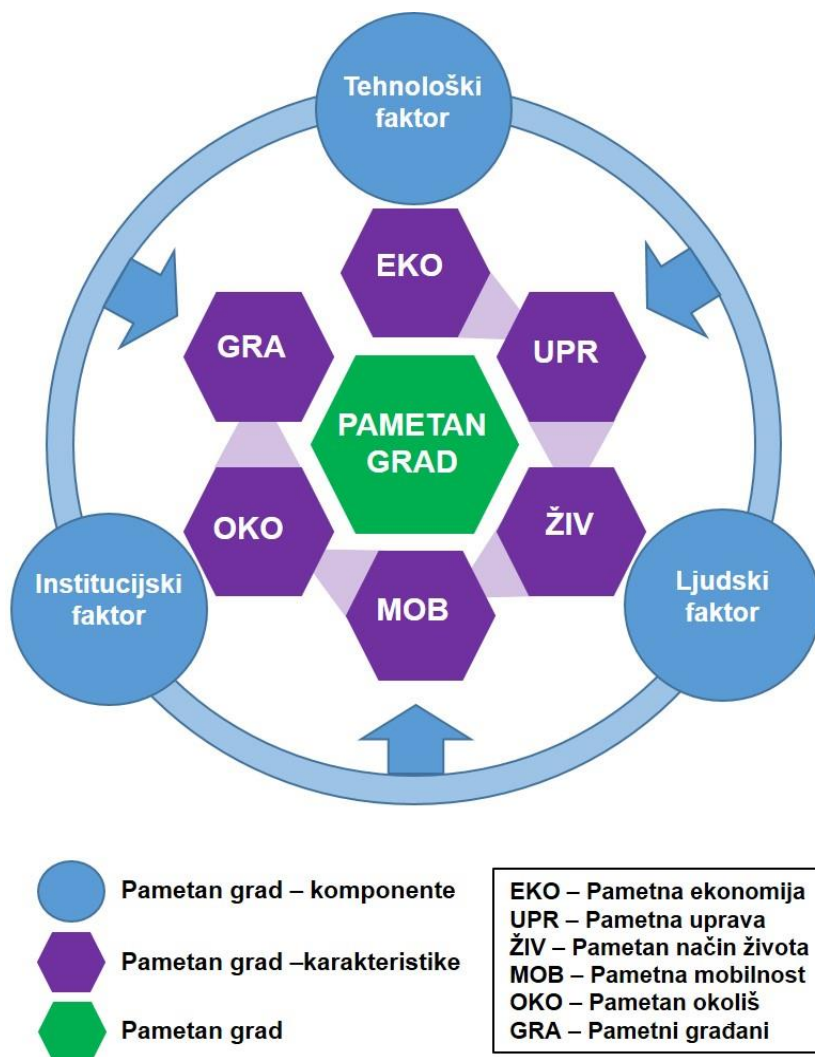 Tehnološki
faktor
EKO
GRA
UPR
PAMETAN
GRAD
OKO
ŽIV
MOB
Institucijski
faktor
Ljudski
faktor
Pametan grad – komponente
Pametan grad –karakteristike
Pametan grad
EKO – Pametna ekonomija
UPR – Pametna uprava
ŽIV – Pametan način života
MOB – Pametna mobilnost
OKO – Pametan okoliš
GRA – Pametni građani